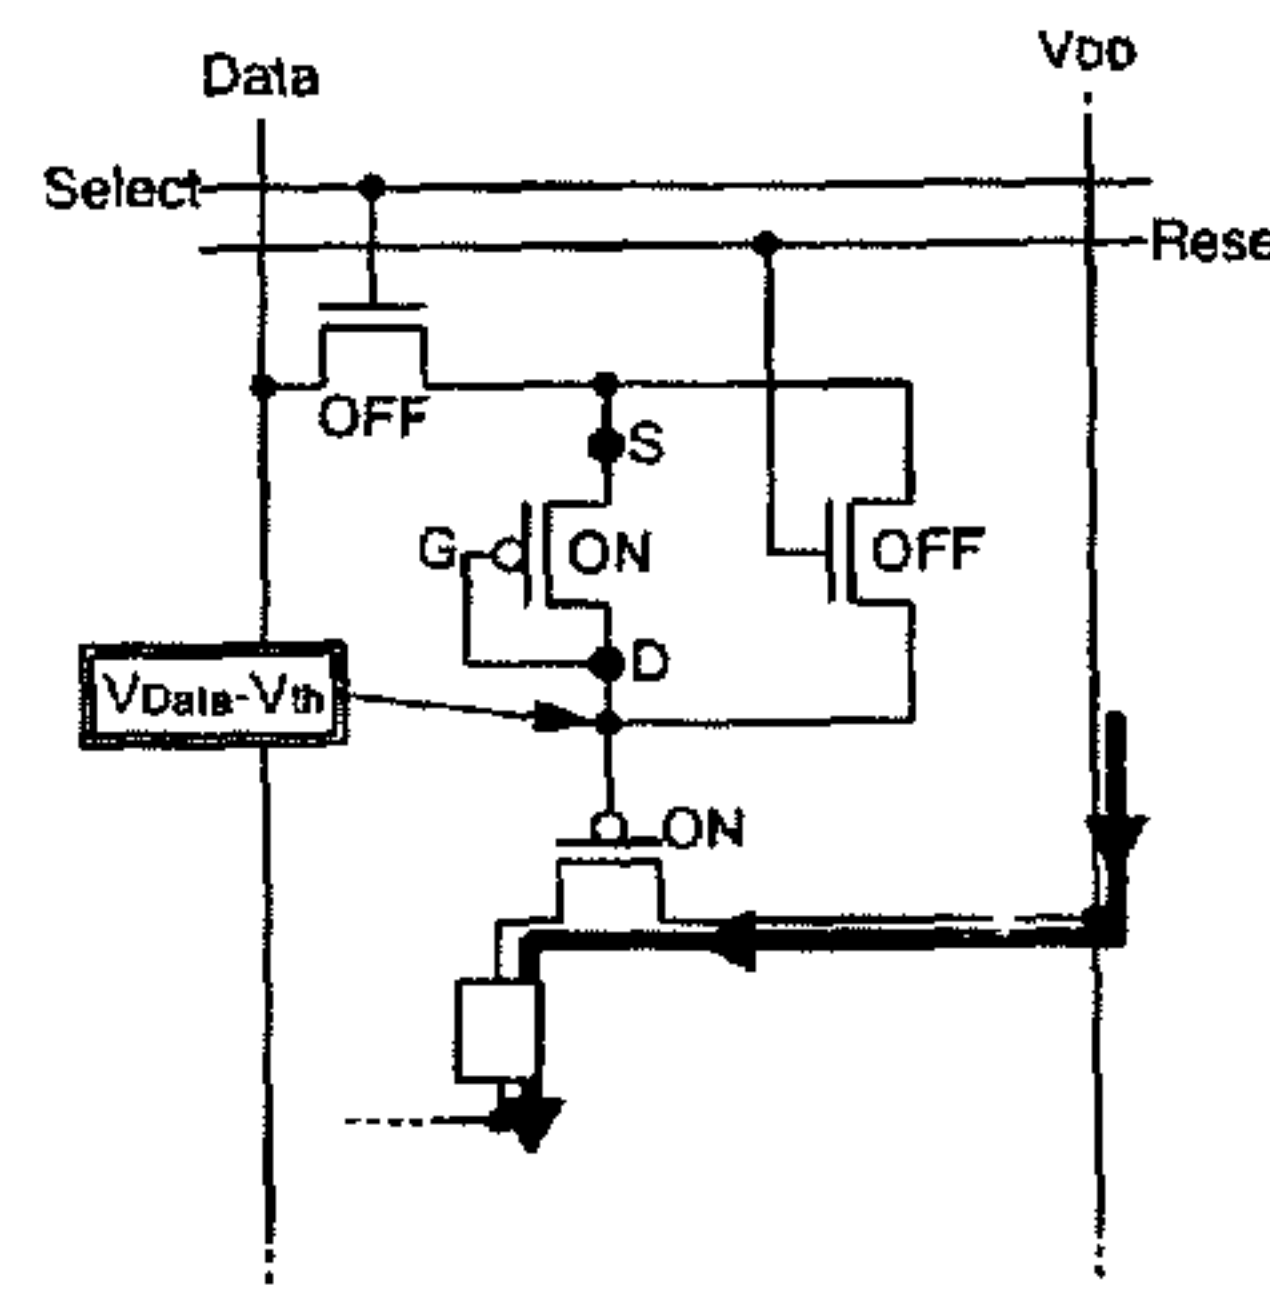 Data
VDD
Select
Rese
OFF
S
G
ON
OFF
D
VData-Vth
ON